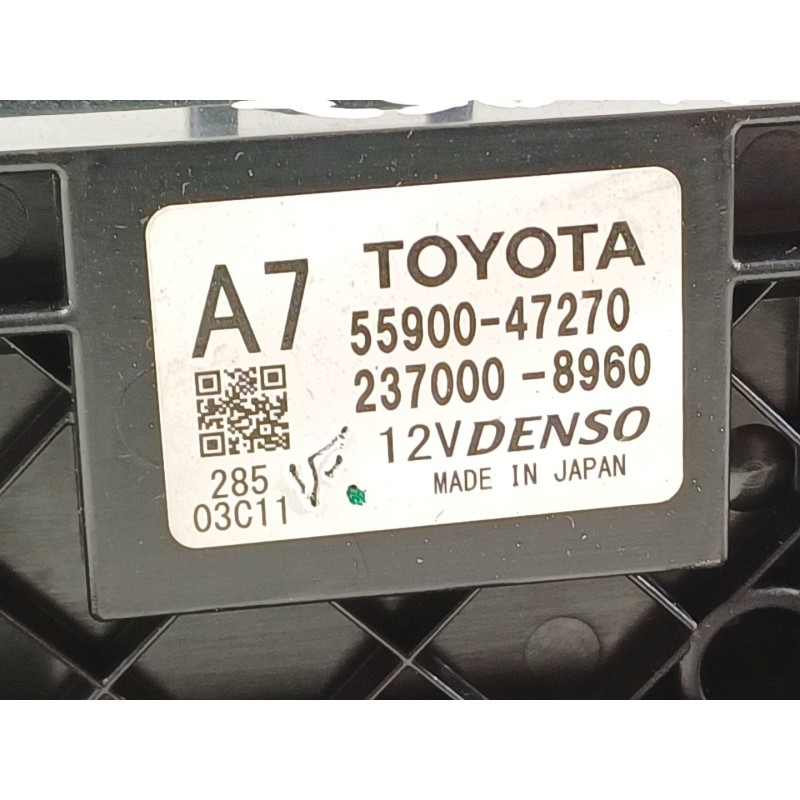 A7
TOYOTA
55900-47270
237000-8960
12V DENSO
MADE IN JAPAN
285
03C11